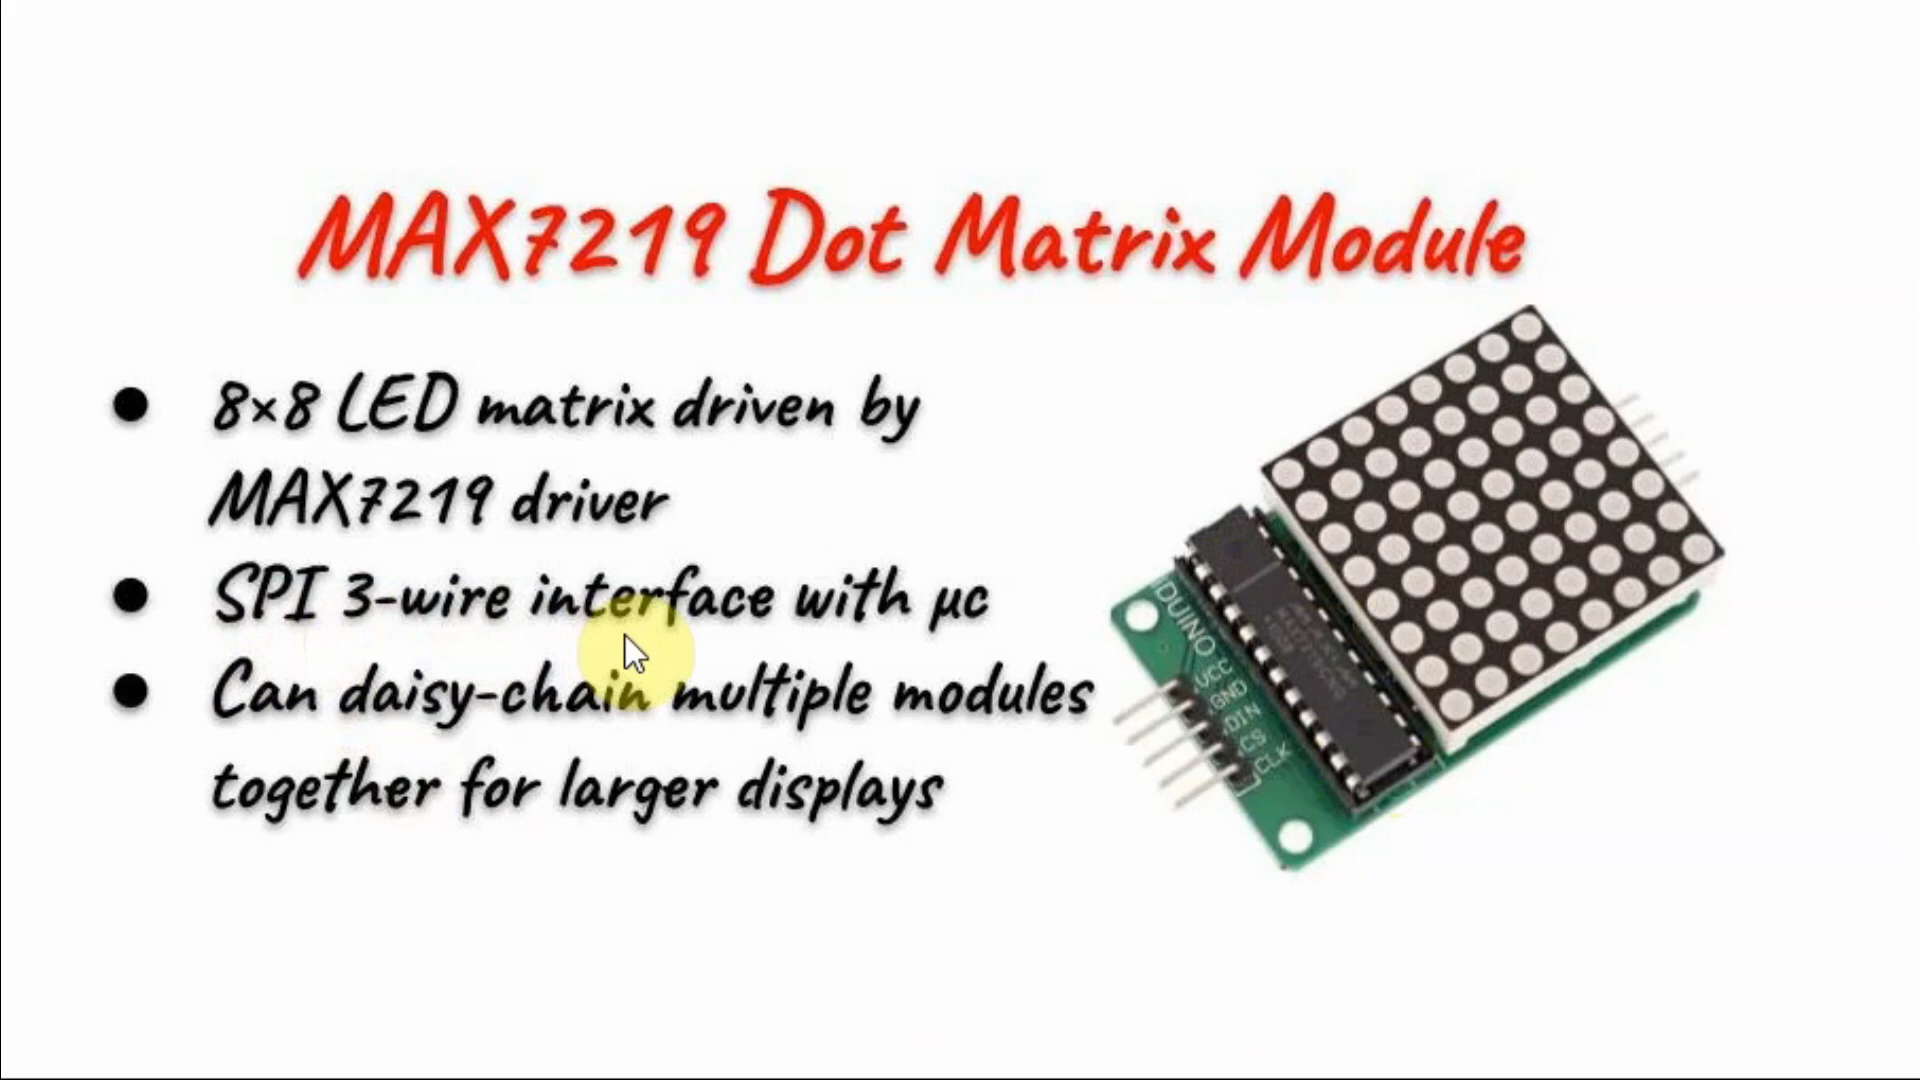 MAX7219 Dot Matrix Module
● 8×8 LED matrix driven by
MAX7219 driver
● SPI 3-wire interface with µc
● Can daisy-chain multiple modules
together for larger displays
DUINO
VCC
GND
DIN
CS
CLK